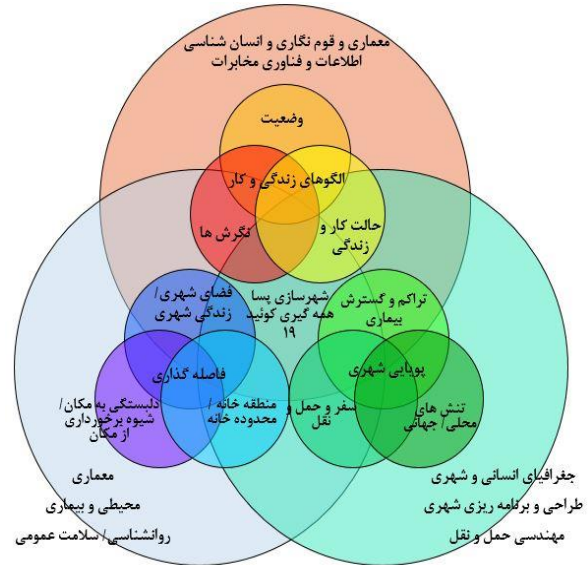 معماری و قوم نگاری و انسان شناسی
اطلاعات و فناوری مخابرات
وضعیت
الگوهای زندگی و کار
نگرش ها
حالت کار و
زندگی
فضای شهری/
زندگی شهری
شهرسازی پسا
همه گیری کوئید
۱۹
تراکم و گسترش
بیماری
فاصله گذاری
پویایی شهری
دلبستگی به مکان/
شیوه برخورداری
از مکان
منطقه خانه /
محدوده خانه
سفر و حمل و
نقل
تنش های
محلی/ جهانی
معماری
محیطی و بیماری
روانشناسی/ سلامت عمومی
جغرافیای انسانی و شهری
طراحی و برنامه ریزی شهری
مهندسی حمل و نقل